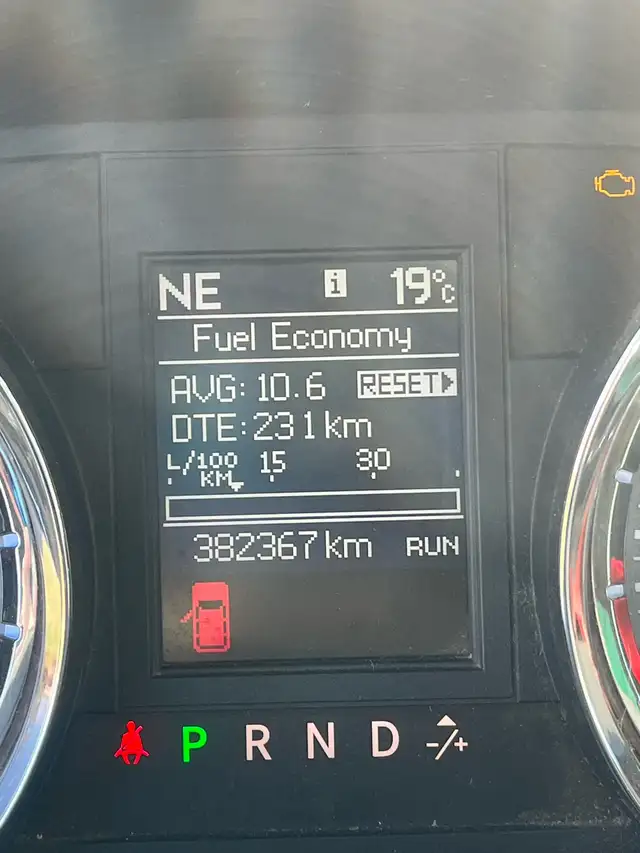 NE i 19°C
Fuel Economy
AVG: 10.6 RESET
DTE: 231 km
L/100 KM 15 30
382367 km RUN
P R N D -/+